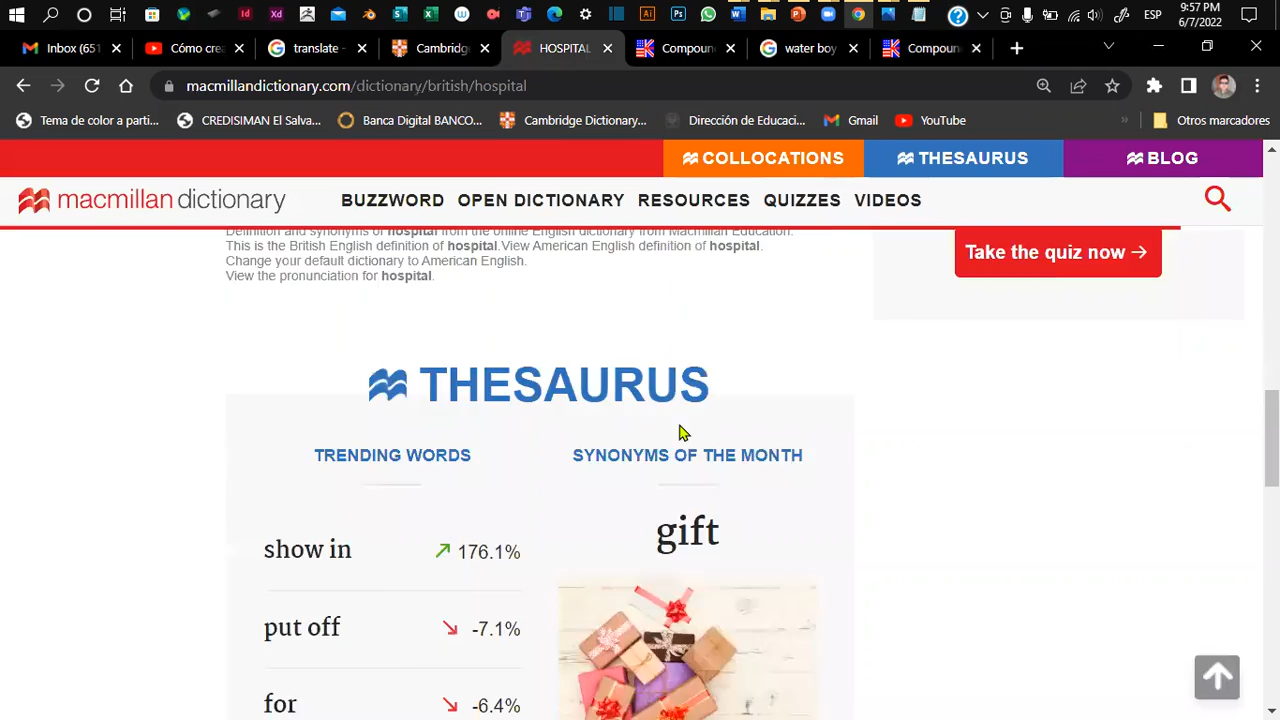 9:57 PM
ESP
6/7/2022
Inbox (651
Cómo crea
translate -
Cambridg
HOSPITAL
Compoun
water boy
Compoun
macmillandictionary.com/dictionary/british/hospital
Tema de color a parti...
CREDISIMAN El Salva...
Banca Digital BANCO...
Cambridge Dictionary...
Dirección de Educaci...
Gmail
YouTube
»
Otros marcadores
COLLOCATIONS
THESAURUS
BLOG
macmillan dictionary
BUZZWORD
OPEN DICTIONARY
RESOURCES
QUIZZES
VIDEOS
Definition and synonyms of hospital from the online English dictionary from Macmillan Education.
This is the British English definition of hospital.View American English definition of hospital.
Change your default dictionary to American English.
View the pronunciation for hospital.
Take the quiz now →
THESAURUS
TRENDING WORDS
SYNONYMS OF THE MONTH
gift
show in
176.1%
put off
-7.1%
for
-6.4%